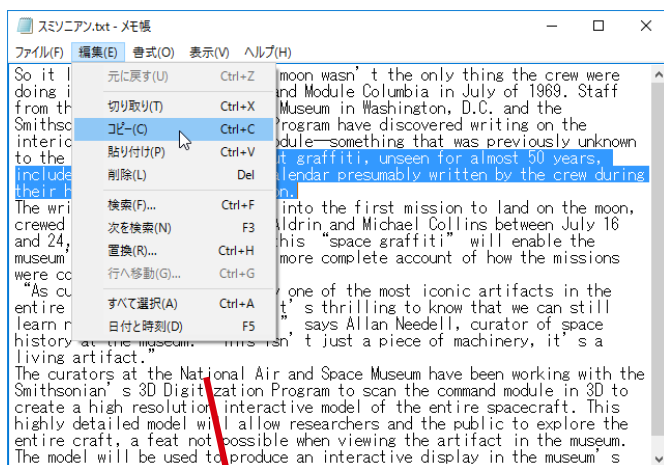 スミソニアン.txt - メモ帳
ファイル(F) 編集(E) 書式(O) 表示(V) ヘルプ(H)
元に戻す(U) Ctrl+Z
切り取り(T) Ctrl+X
コピー(C) Ctrl+C
貼り付け(P) Ctrl+V
削除(L) Del
検索(F)... Ctrl+F
次を検索(N) F3
置換(R)... Ctrl+H
行へ移動(G)... Ctrl+G
すべて選択(A) Ctrl+A
日付と時刻(D) F5
So it moon wasn't the only thing the crew were
doing i Module Columbia in July of 1969. Staff
from th Museum in Washington, D.C. and the
Smithso Program have discovered writing on the
interio dule—something that was previously unknown
to the t graffiti, unseen for almost 50 years,
include lendar presumably written by the crew during
their h on.
The wri into the first mission to land on the moon,
crewed Aldrin and Michael Collins between July 16
and 24, his “space graffiti” will enable the
museum' more complete account of how the missions
were co
“As cu one of the most iconic artifacts in the
entire t's thrilling to know that we can still
learn n ” says Allan Needell, curator of space
history at the museum. “This isn't just a piece of machinery, it's a
living artifact.”
The curators at the National Air and Space Museum have been working with the
Smithsonian's 3D Digitization Program to scan the command module in 3D to
create a high resolution interactive model of the entire spacecraft. This
highly detailed model will allow researchers and the public to explore the
entire craft, a feat not possible when viewing the artifact in the museum.
The model will be used to produce an interactive display in the museum's